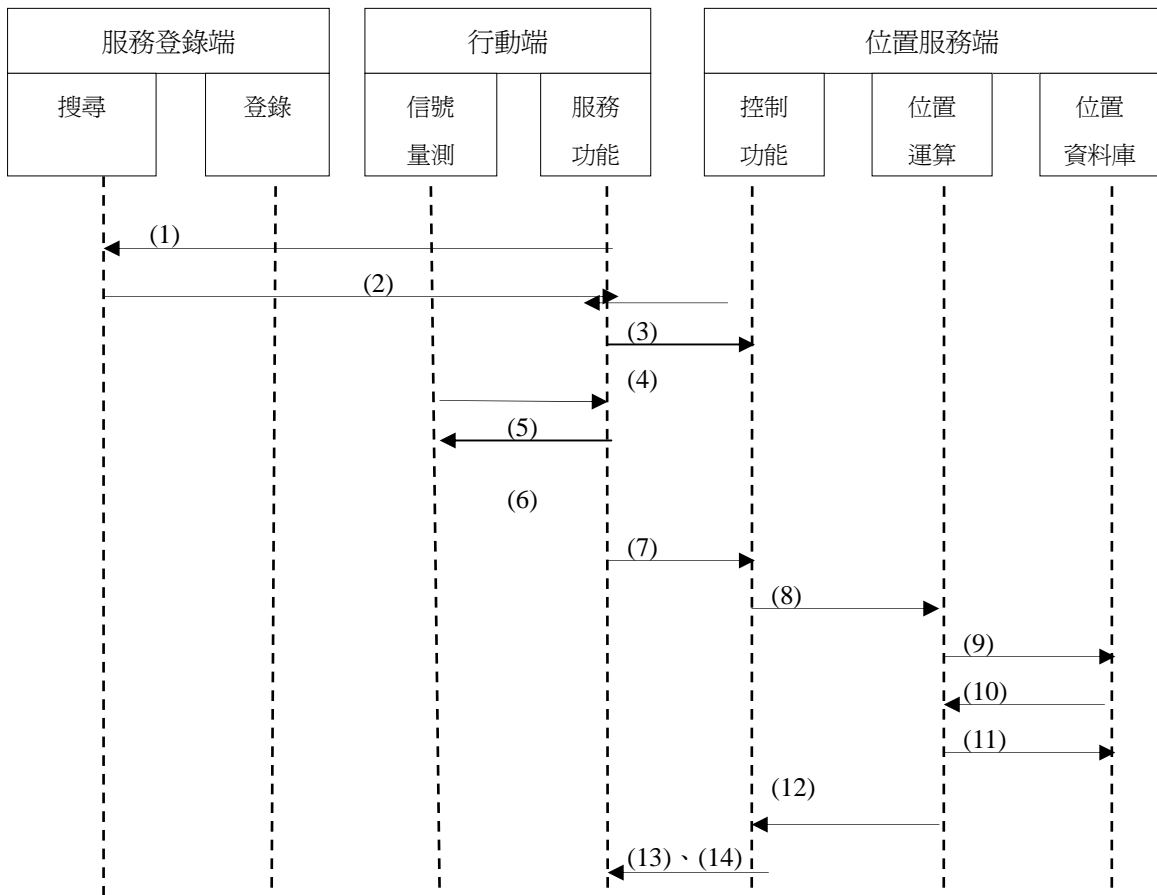 服務登錄端
行動端
位置服務端
搜尋
登錄
信號
量測
服務
功能
控制
功能
位置
運算
位置
資料庫
(1)
(2)
(3)
(4)
(5)
(6)
(7)
(8)
(9)
(10)
(11)
(12)
(13)、(14)